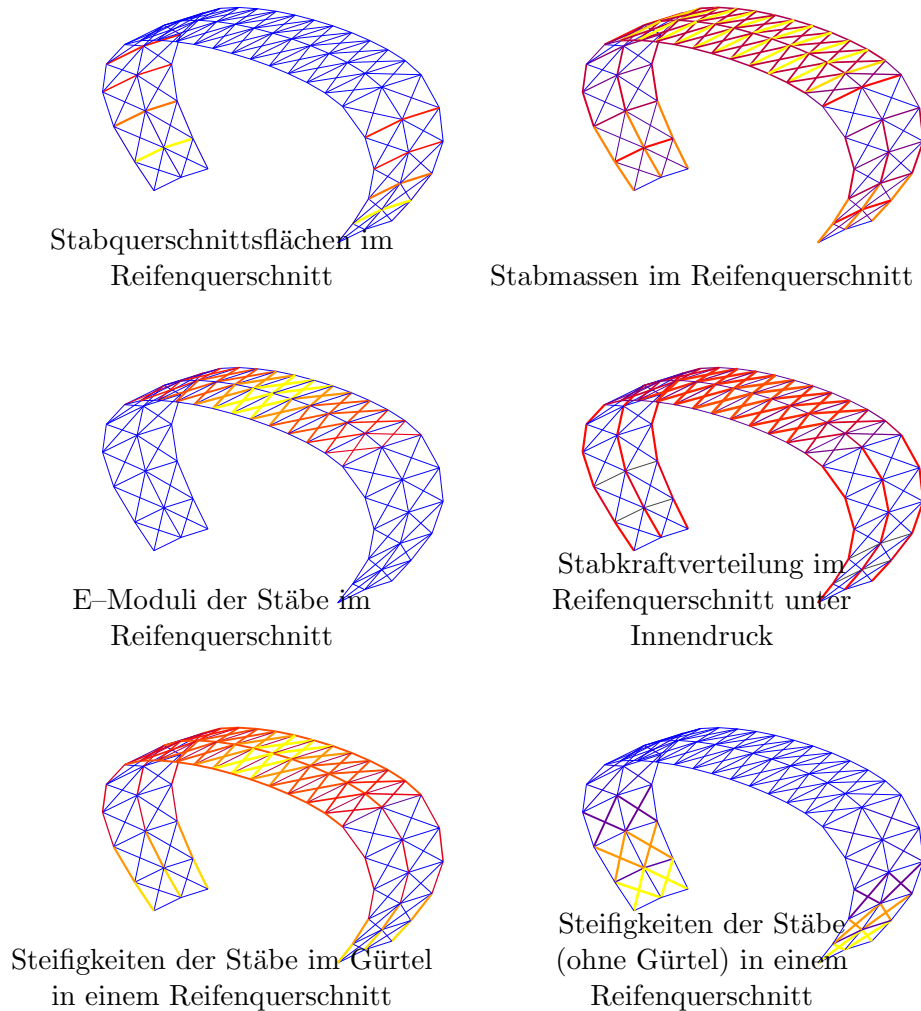 Stabquerschnittsflächen im
Reifenquerschnitt
Stabmassen im Reifenquerschnitt
E–Moduli der Stäbe im
Reifenquerschnitt
Stabkraftverteilung im
Reifenquerschnitt unter
Innendruck
Steifigkeiten der Stäbe im Gürtel
in einem Reifenquerschnitt
Steifigkeiten der Stäbe
(ohne Gürtel) in einem
Reifenquerschnitt